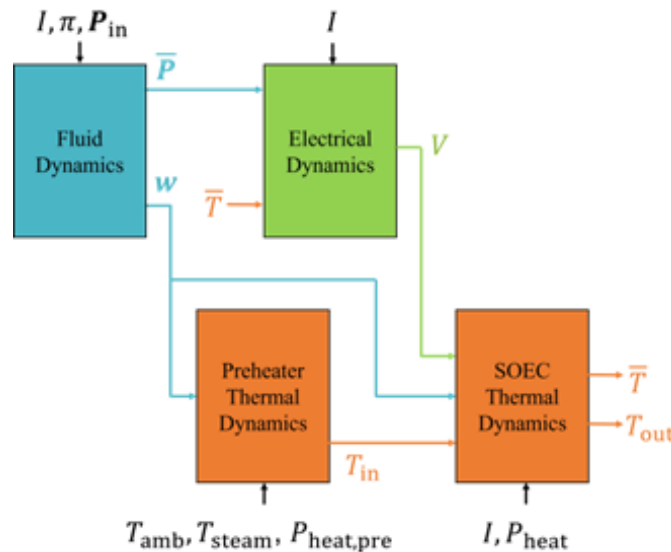 I, π, P_in
I
P̅
Fluid
Dynamics
Electrical
Dynamics
V
w
T̅
Preheater
Thermal
Dynamics
SOEC
Thermal
Dynamics
T̅
T_out
T_in
T_amb, T_steam, P_heat,pre
I, P_heat